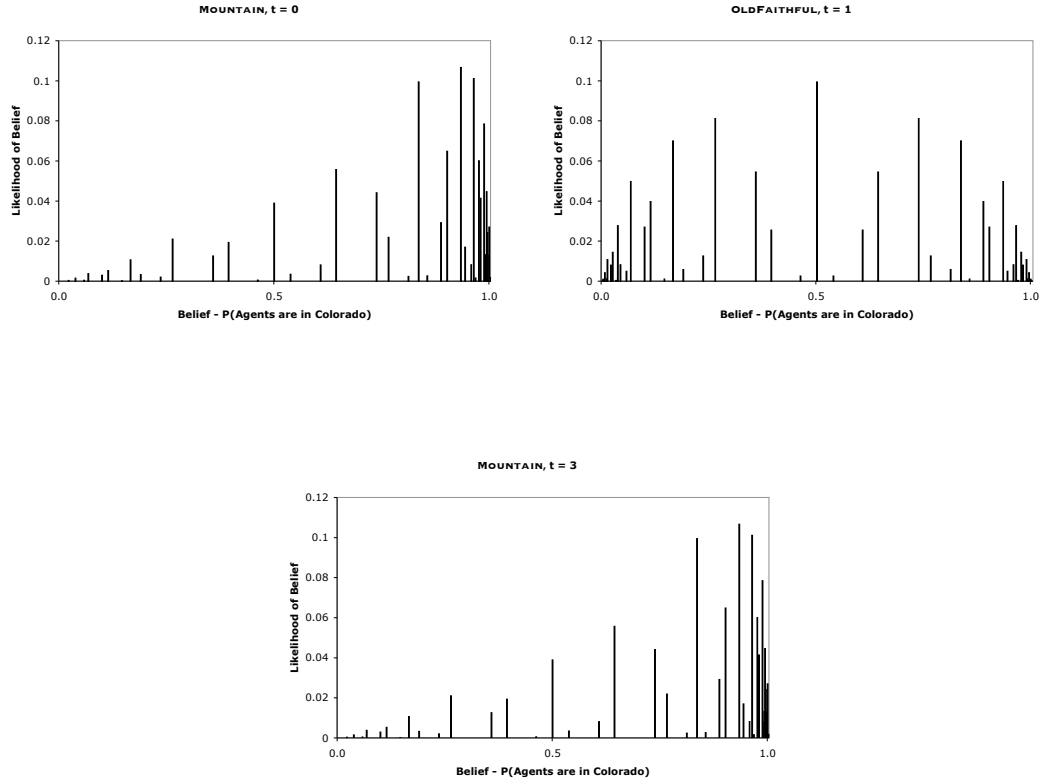 MOUNTAIN, t = 0
0.12
0.1
0.08
0.06
0.04
0.02
0
Likelihood of Belief
0.0 0.5 1.0
Belief - P(Agents are in Colorado)
OLDFAITHFUL, t = 1
0.12
0.1
0.08
0.06
0.04
0.02
0
Likelihood of Belief
0.0 0.5 1.0
Belief - P(Agents are in Colorado)
MOUNTAIN, t = 3
0.12
0.1
0.08
0.06
0.04
0.02
0
Likelihood of Belief
0.0 0.5 1.0
Belief - P(Agents are in Colorado)